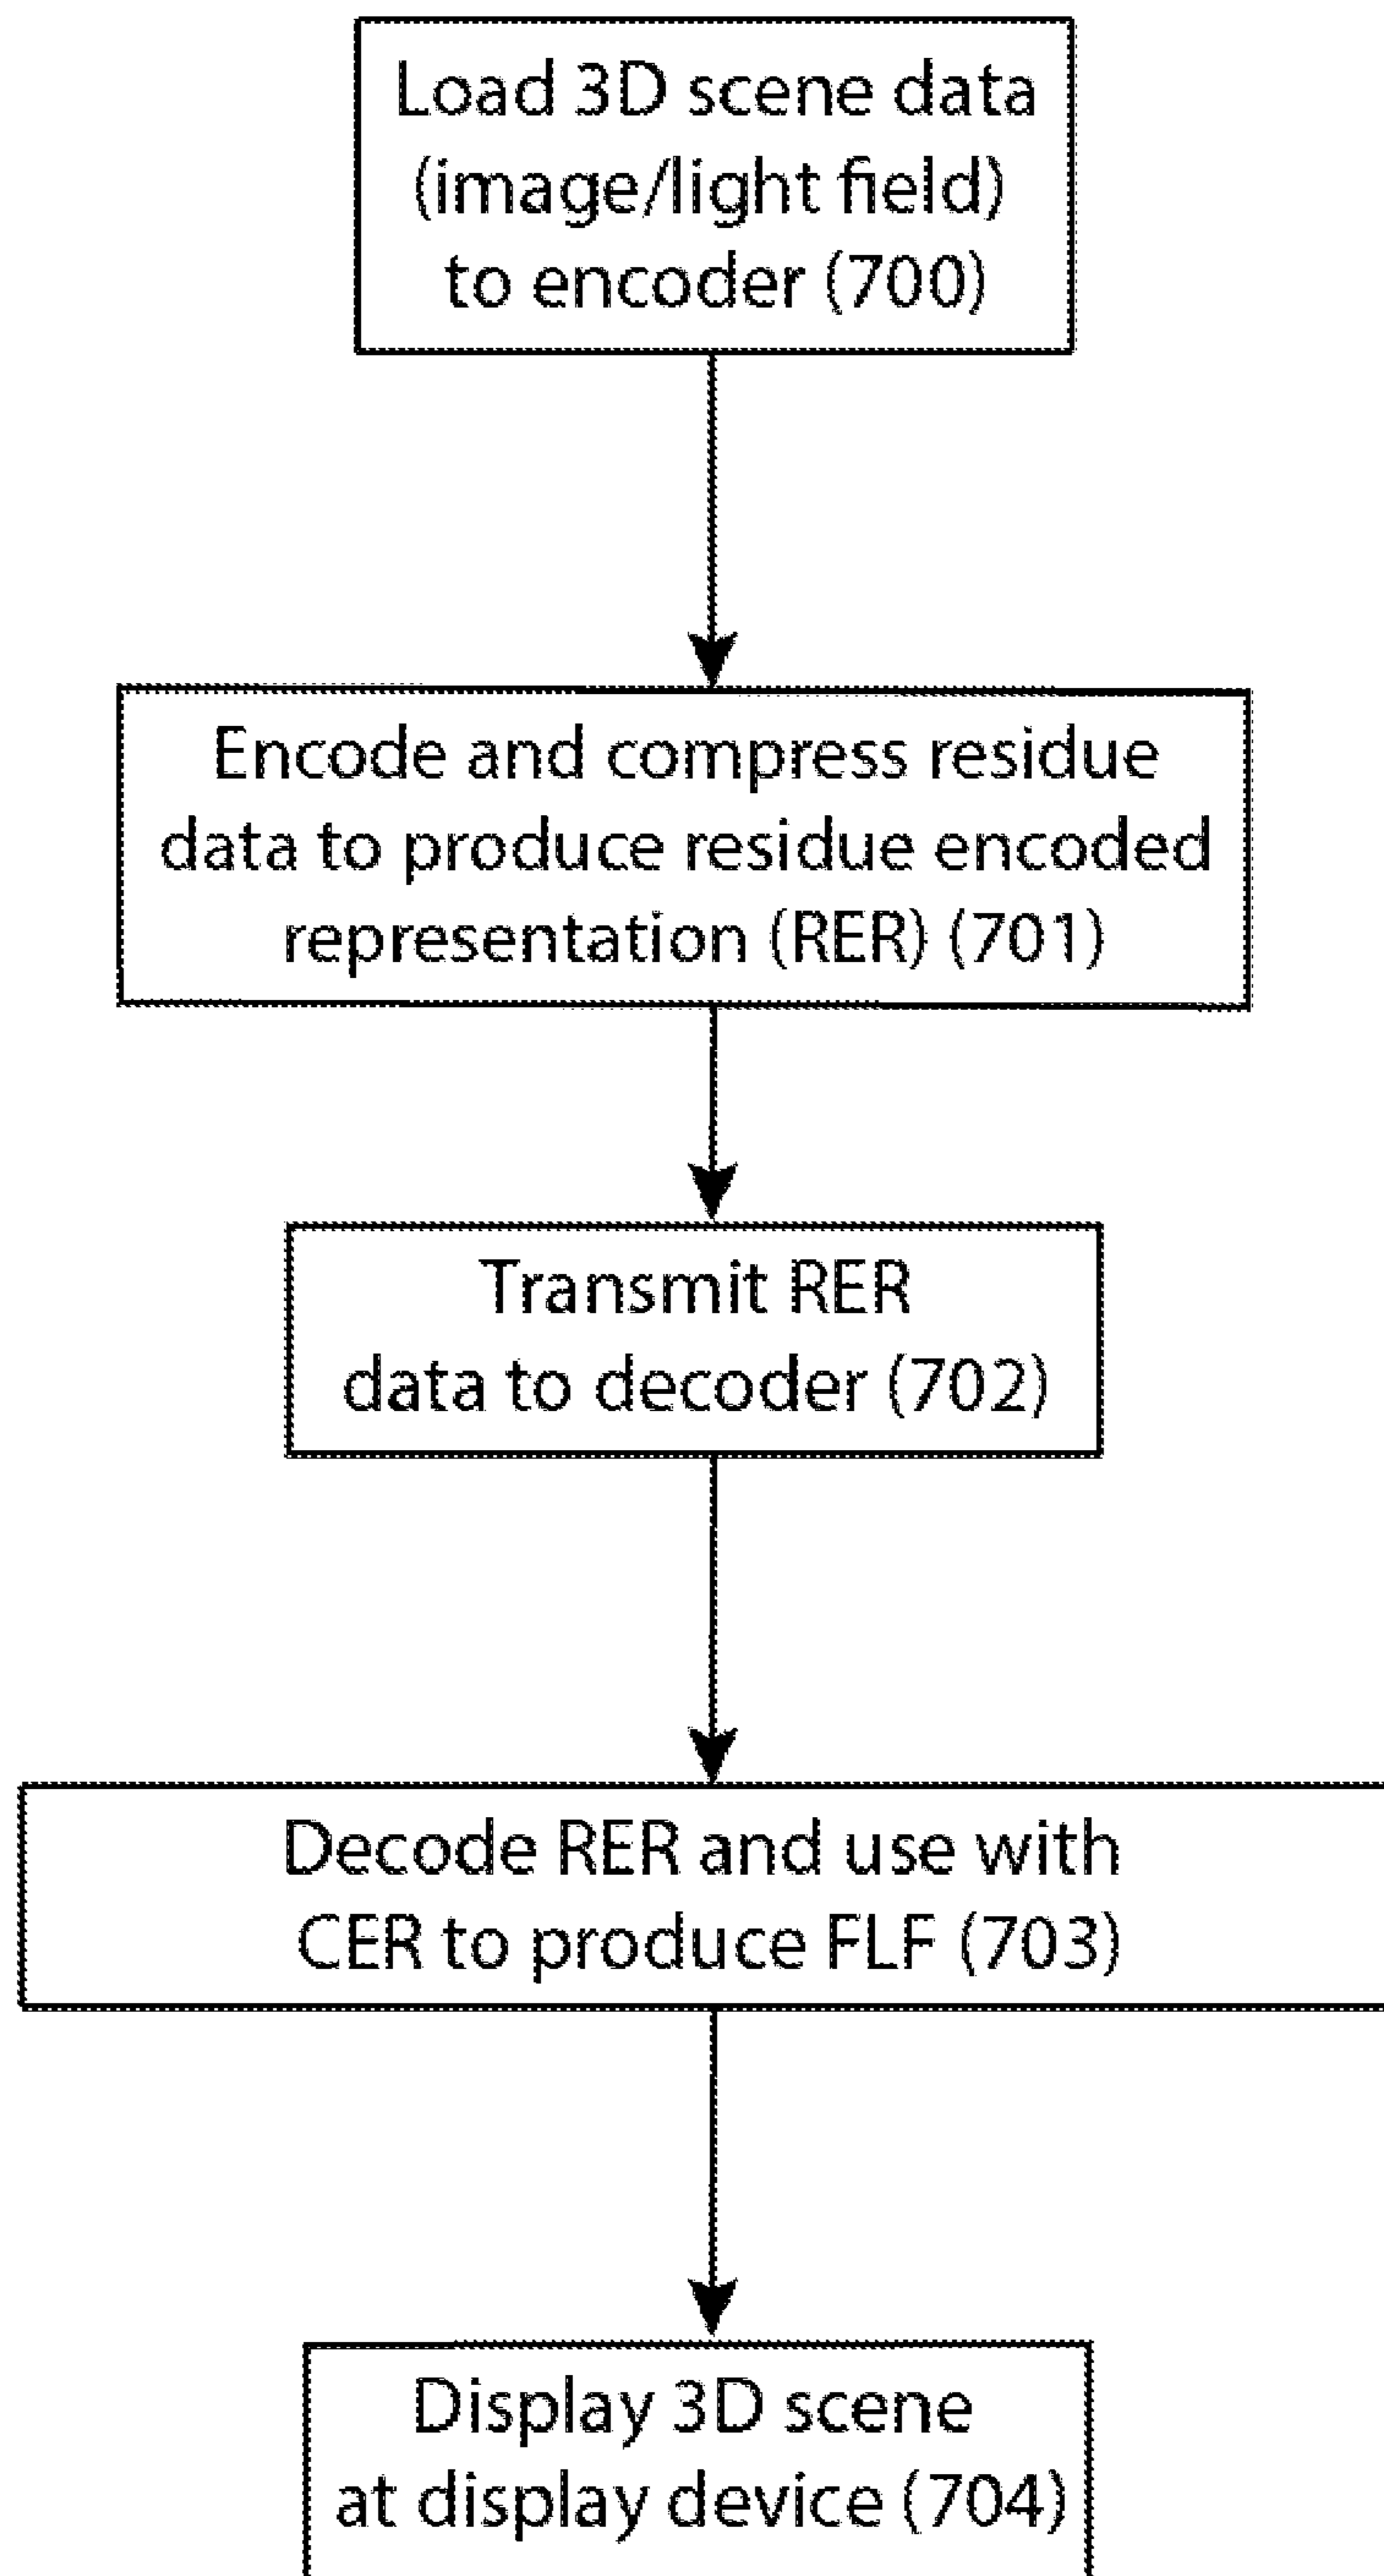 Load 3D scene data
(image/light field)
to encoder (700)
Encode and compress residue
data to produce residue encoded
representation (RER) (701)
Transmit RER
data to decoder (702)
Decode RER and use with
CER to produce FLF (703)
Display 3D scene
at display device (704)